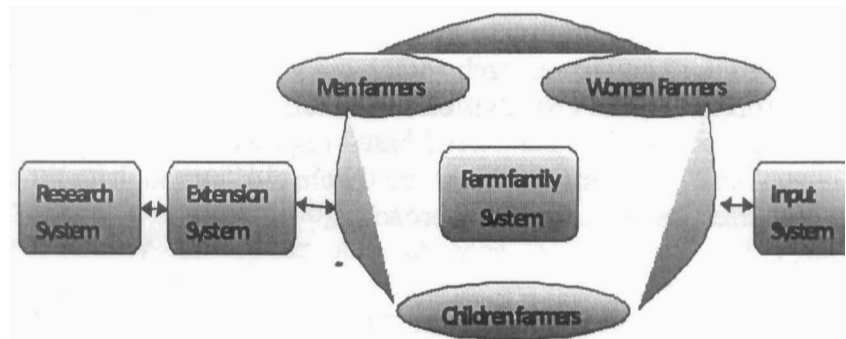 Men farmers
Women Farmers
Research
System
Extension
System
Farm family
System
Input
System
Children farmers